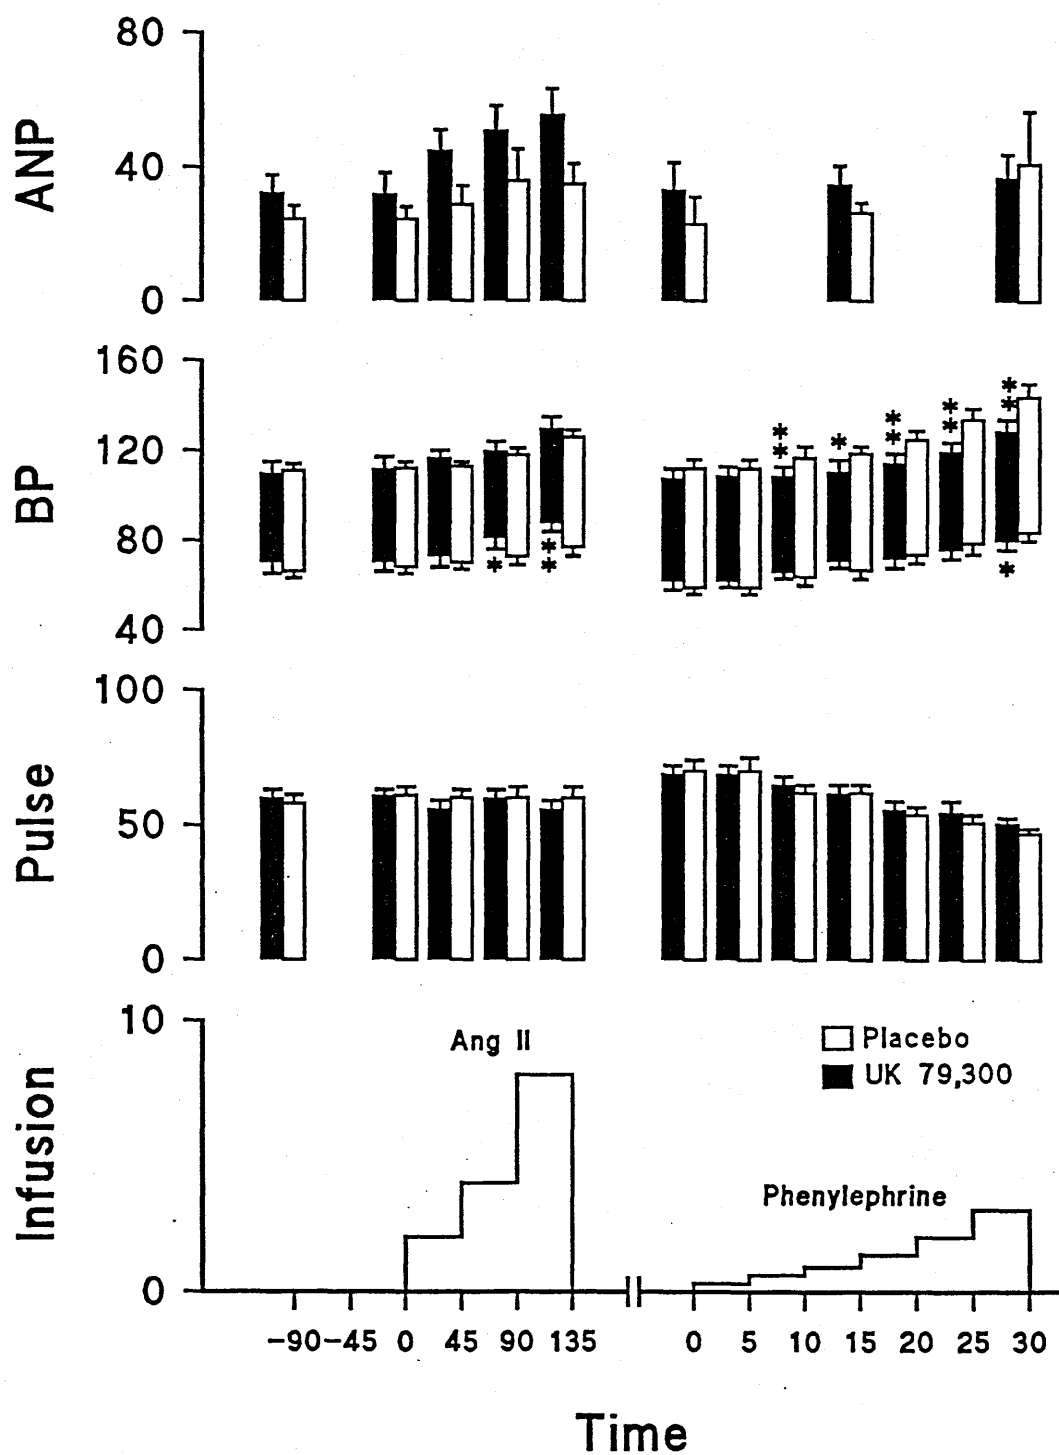 80
40
0
ANP
160
120
80
40
BP
** * ** ** **
* ** *
100
50
0
Pulse
10
0
Infusion
Ang II
Placebo
UK 79,300
Phenylephrine
-90 -45 0 45 90 135 0 5 10 15 20 25 30
Time